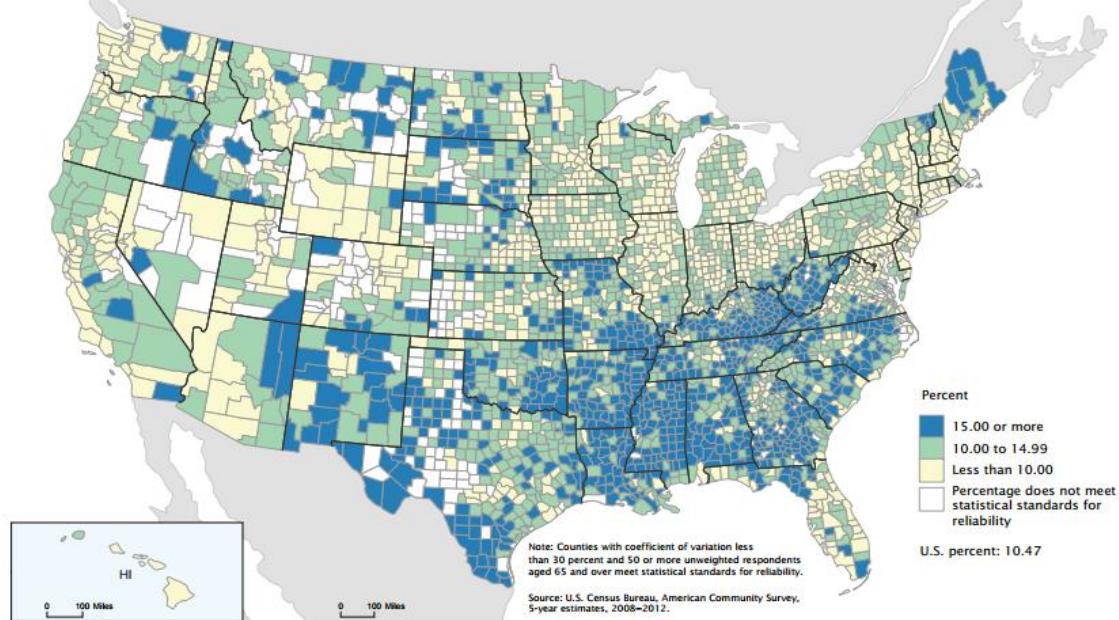 Percent
15.00 or more
10.00 to 14.99
Less than 10.00
Percentage does not meet
statistical standards for
reliability
U.S. percent: 10.47
HI
0 100 Miles
0 100 Miles
Note: Counties with coefficient of variation less
than 30 percent and 50 or more unweighted respondents
aged 65 and over meet statistical standards for reliability.
Source: U.S. Census Bureau, American Community Survey,
5-year estimates, 2008–2012.